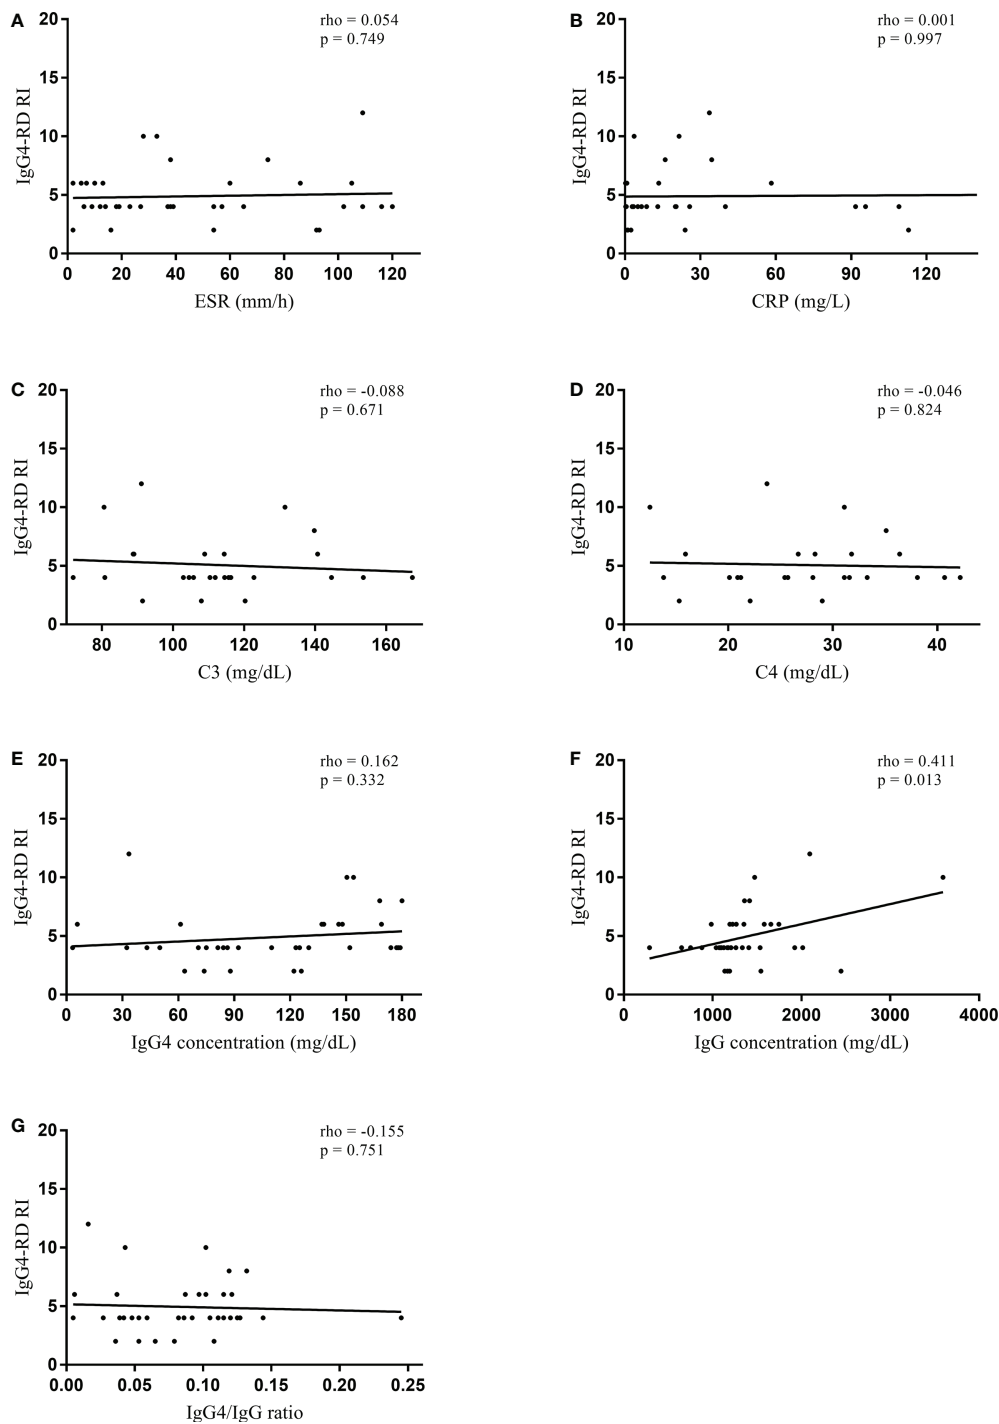 A
IgG4-RD RI
20
15
10
5
0
rho = 0.054
p = 0.749
0 20 40 60 80 100 120
ESR (mm/h)
B
IgG4-RD RI
20
15
10
5
0
rho = 0.001
p = 0.997
0 30 60 90 120
CRP (mg/L)
C
IgG4-RD RI
20
15
10
5
0
rho = -0.088
p = 0.671
80 100 120 140 160
C3 (mg/dL)
D
IgG4-RD RI
20
15
10
5
0
rho = -0.046
p = 0.824
10 20 30 40
C4 (mg/dL)
E
IgG4-RD RI
20
15
10
5
0
rho = 0.162
p = 0.332
0 30 60 90 120 150 180
IgG4 concentration (mg/dL)
F
IgG4-RD RI
20
15
10
5
0
rho = 0.411
p = 0.013
0 1000 2000 3000 4000
IgG concentration (mg/dL)
G
IgG4-RD RI
20
15
10
5
0
rho = -0.155
p = 0.751
0.00 0.05 0.10 0.15 0.20 0.25
IgG4/IgG ratio